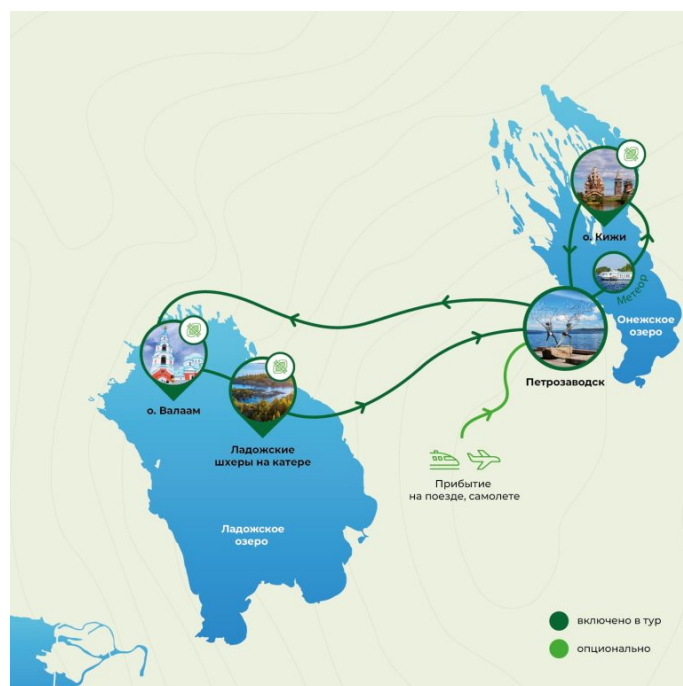 о. Кижи
Метеор
Онежское
озеро
Петрозаводск
о. Валаам
Ладожские
шхеры на катере
Прибытие
на поезде, самолете
Ладожское
озеро
включено в тур
опционально